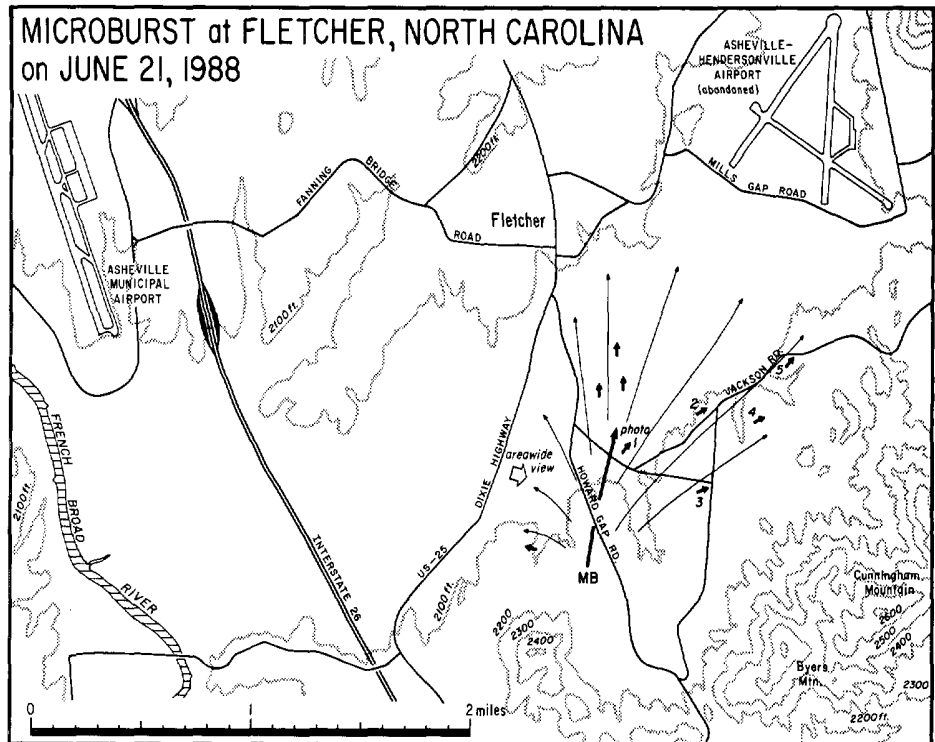 MICROBURST at FLETCHER, NORTH CAROLINA
on JUNE 21, 1988
ASHEVILLE-
HENDERSONVILLE
AIRPORT
(abandoned)
2200 ft.
FANNING BRIDGE ROAD
MILLS GAP ROAD
Fletcher
ASHEVILLE
MUNICIPAL
AIRPORT
2100 ft.
JACKSON RD.
5
2
4
photo
1
areawide
view
3
FRENCH BROAD RIVER
2100 ft.
US-25 DIXIE HIGHWAY
HOWARD GAP RD
INTERSTATE 26
MB
2100 ft.
2200
2300
2400
Cunningham
Mountain
2600
2500
2400
Byers
Mtn.
2300
2200 ft.
0 1 2 miles